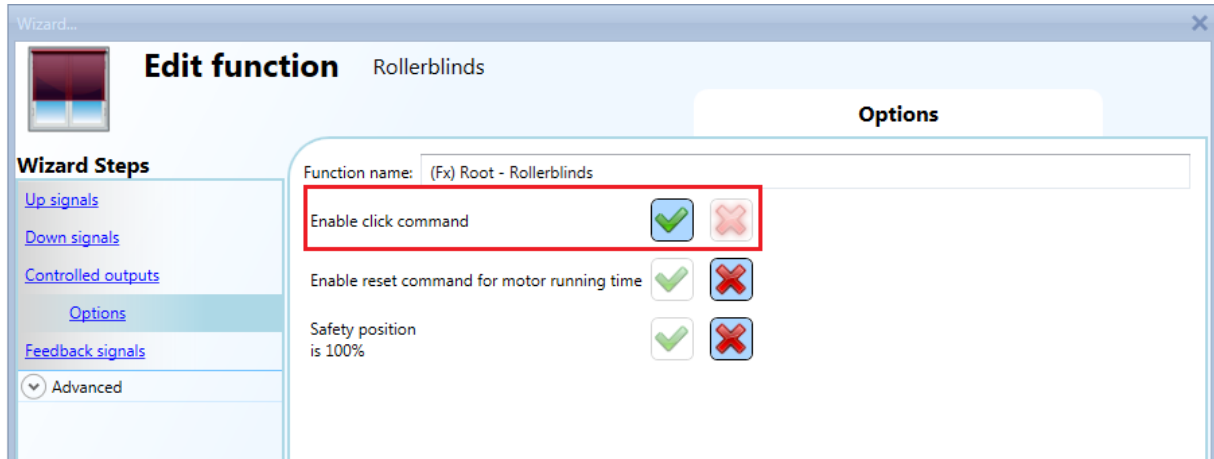 Wizard...
Edit function Rollerblinds
Options
Wizard Steps
Up signals
Down signals
Controlled outputs
Options
Feedback signals
Advanced
Function name: (Fx) Root - Rollerblinds
Enable click command
Enable reset command for motor running time
Safety position
is 100%